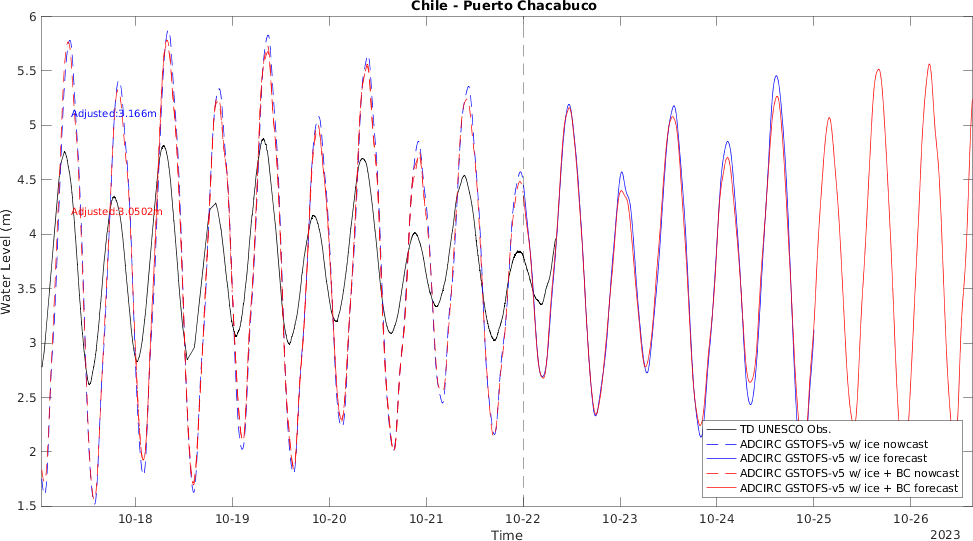 Chile - Puerto Chacabuco
Water Level (m)
6
5.5
5
4.5
4
3.5
3
2.5
2
1.5
Adjusted:3.166m
Adjusted:3.0502m
TD UNESCO Obs.
ADCIRC GSTOFS-v5 w/ ice nowcast
ADCIRC GSTOFS-v5 w/ ice forecast
ADCIRC GSTOFS-v5 w/ ice + BC nowcast
ADCIRC GSTOFS-v5 w/ ice + BC forecast
10-18 10-19 10-20 10-21 10-22 10-23 10-24 10-25 10-26
Time
2023